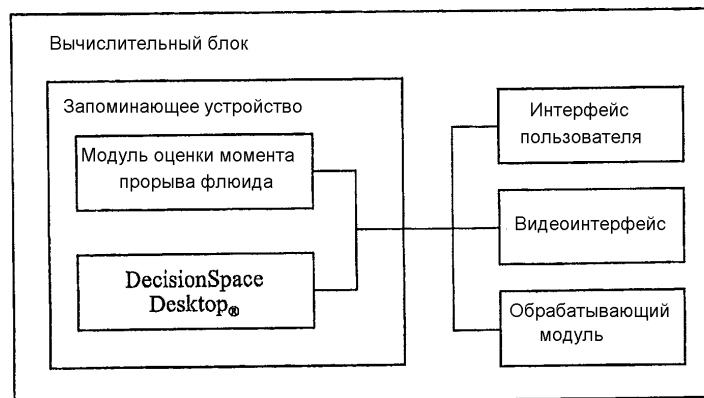 Вычислительный блок
Запоминающее устройство
Модуль оценки момента
прорыва флюида
DecisionSpace
Desktop®
Интерфейс
пользователя
Видеоинтерфейс
Обрабатывающий
модуль